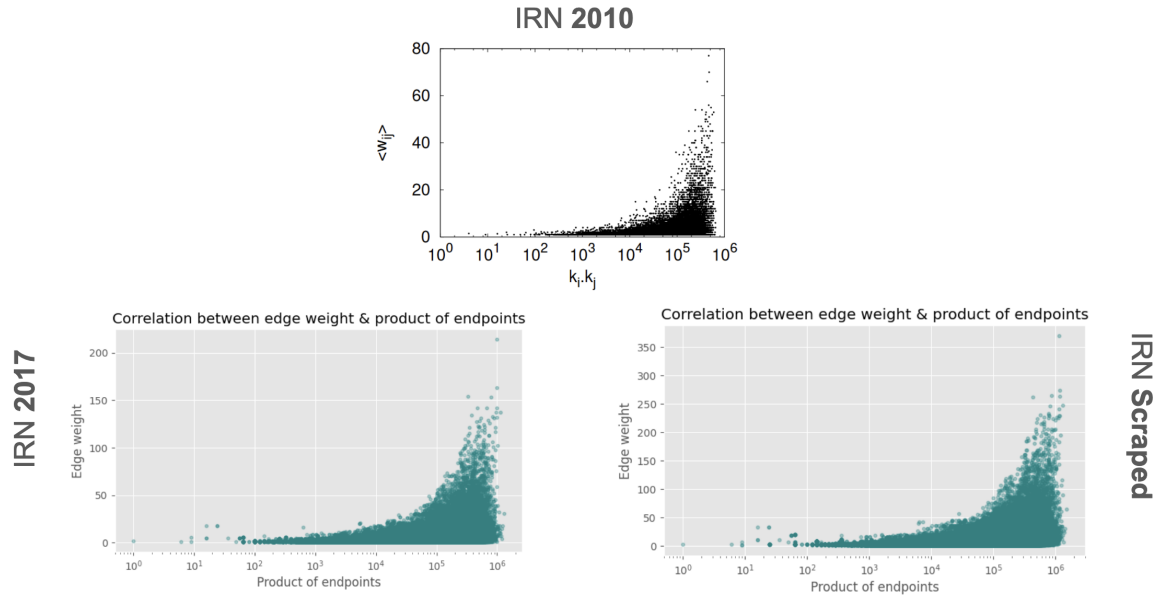 IRN 2010
80
60
40
20
0
<w_ij>
10^0 10^1 10^2 10^3 10^4 10^5 10^6
k_i.k_j
IRN 2017
Correlation between edge weight & product of endpoints
Edge weight
200
150
100
50
0
10^0 10^1 10^2 10^3 10^4 10^5 10^6
Product of endpoints
Correlation between edge weight & product of endpoints
Edge weight
350
300
250
200
150
100
50
0
10^0 10^1 10^2 10^3 10^4 10^5 10^6
Product of endpoints
IRN Scraped